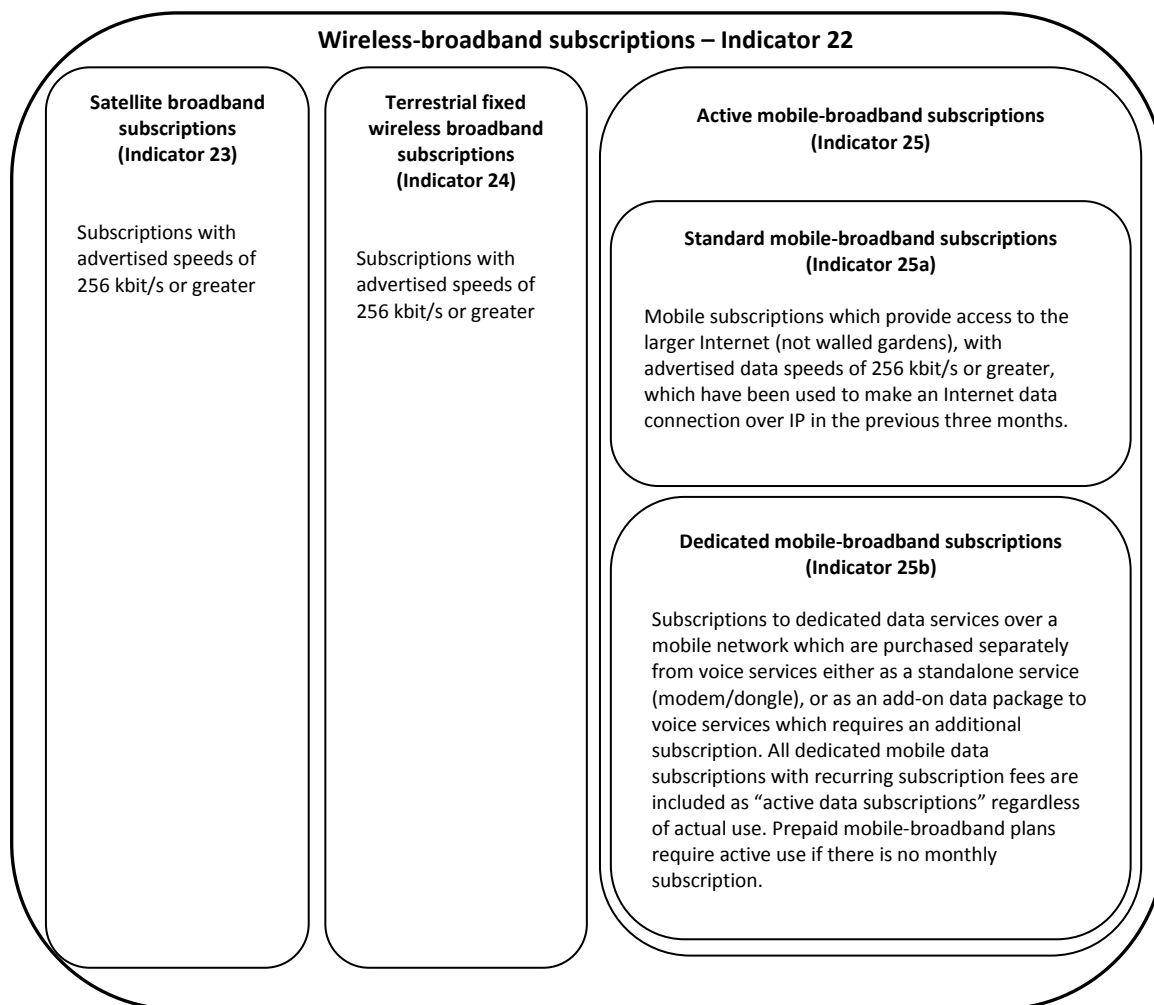 Wireless-broadband subscriptions – Indicator 22
Satellite broadband
subscriptions
(Indicator 23)
Subscriptions with
advertised speeds of
256 kbit/s or greater
Terrestrial fixed
wireless broadband
subscriptions
(Indicator 24)
Subscriptions with
advertised speeds of
256 kbit/s or greater
Active mobile-broadband subscriptions
(Indicator 25)
Standard mobile-broadband subscriptions
(Indicator 25a)
Mobile subscriptions which provide access to the
larger Internet (not walled gardens), with
advertised data speeds of 256 kbit/s or greater,
which have been used to make an Internet data
connection over IP in the previous three months.
Dedicated mobile-broadband subscriptions
(Indicator 25b)
Subscriptions to dedicated data services over a
mobile network which are purchased separately
from voice services either as a standalone service
(modem/dongle), or as an add-on data package to
voice services which requires an additional
subscription. All dedicated mobile data
subscriptions with recurring subscription fees are
included as “active data subscriptions” regardless
of actual use. Prepaid mobile-broadband plans
require active use if there is no monthly
subscription.